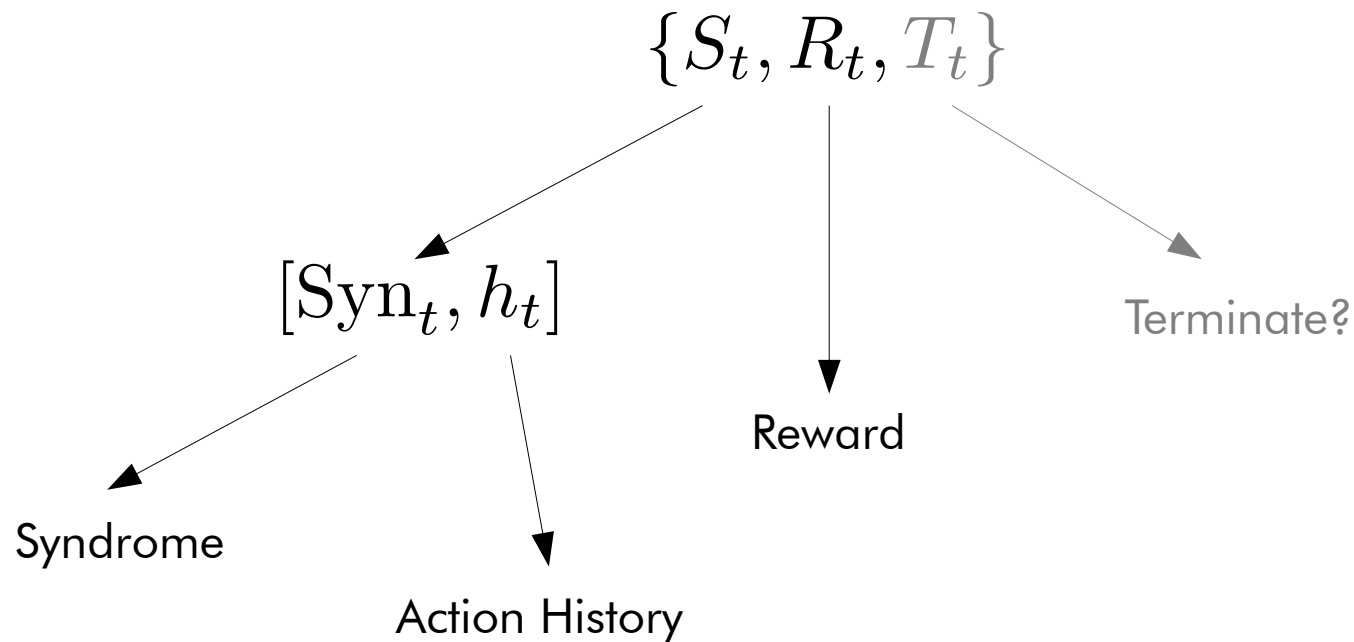 {S_t, R_t, T_t}
[Syn_t, h_t]
Terminate?
Reward
Syndrome
Action History